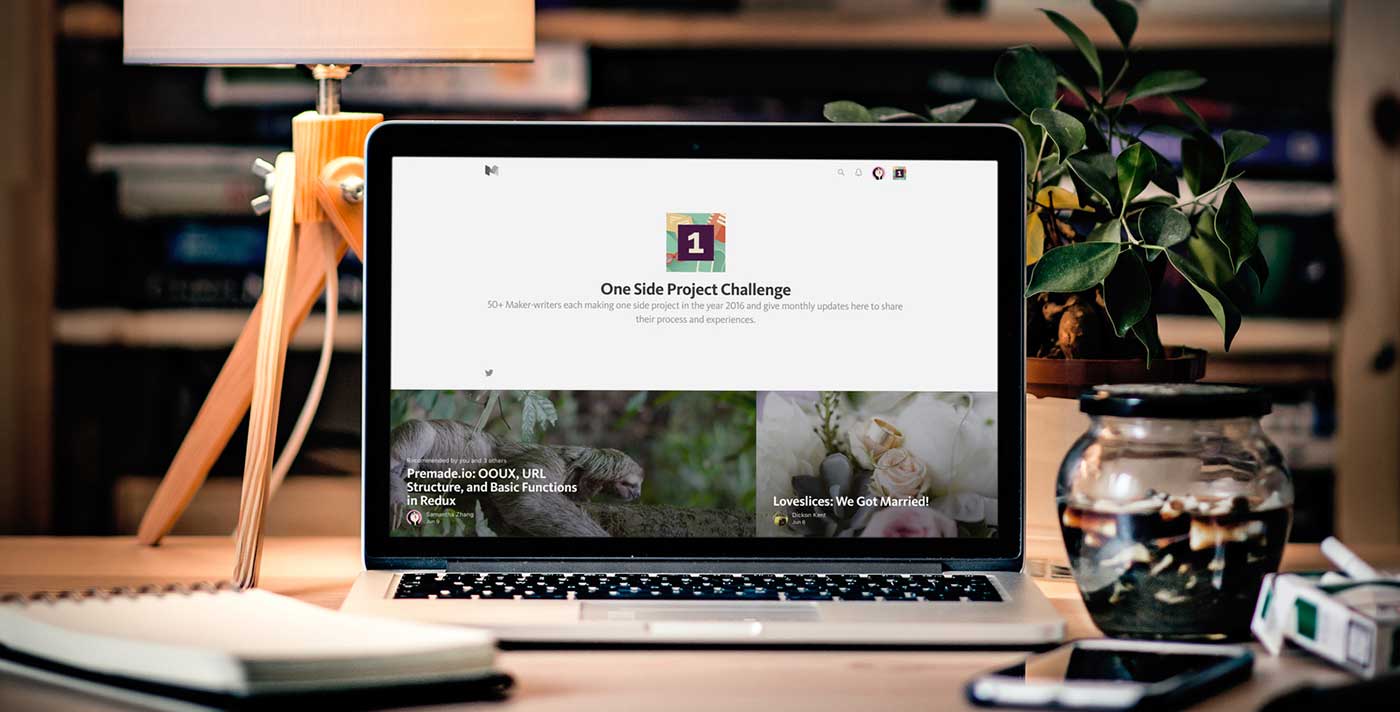 1
One Side Project Challenge
50+ Maker-writers each making one side project in the year 2016 and give monthly updates here to share
their process and experiences.
Recommended by you and 3 others
Premade.io: OOUX, URL
Structure, and Basic Functions
in Redux
Samantha Zhang
Jun 9
Loveslices: We Got Married!
Dickon Kent
Jun 6